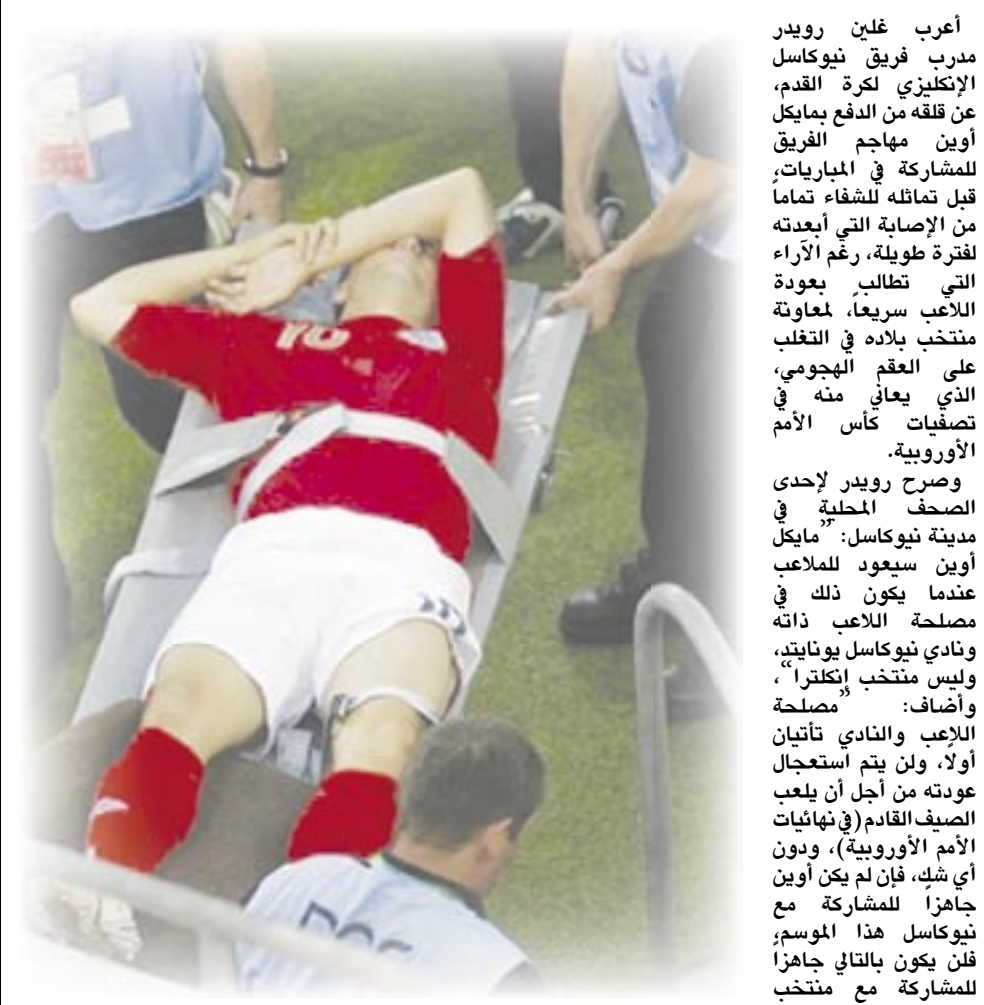 أعرب غلين رويدر
مدرب فريق نيوكاسل
الإنكليزي لكرة القدم،
عن قلقه من الدفع بمايكل
أوين مهاجم الفريق
للمشاركة في المباريات،
قبل تماثله للشفاء تماماً
من الإصابة التي أبعدته
لفترة طويلة، رغم الآراء
التي تطالب بعودة
اللاعب سريعاً، لمعاونة
منتخب بلاده في التغلب
على العقم الهجومي،
الذي يعاني منه في
تصفيات كأس الأمم
الأوروبية.
وصرح رويدر لإحدى
الصحف المحلية في
مدينة نيوكاسل: ”مايكل
أوين سيعود للملاعب
عندما يكون ذلك في
مصلحة اللاعب ذاته
ونادي نيوكاسل يونايتد،
وليس منتخب إنكلترا“،
وأضاف: ”مصلحة
اللاعب والنادي تأتيان
أولاً، ولن يتم استعجال
عودته من أجل أن يلعب
الصيف القادم (في نهائيات
الأمم الأوروبية)، ودون
أي شك، فإن لم يكن أوين
جاهزاً للمشاركة مع
نيوكاسل هذا الموسم،
فلن يكون بالتالي جاهزاً
للمشاركة مع منتخب